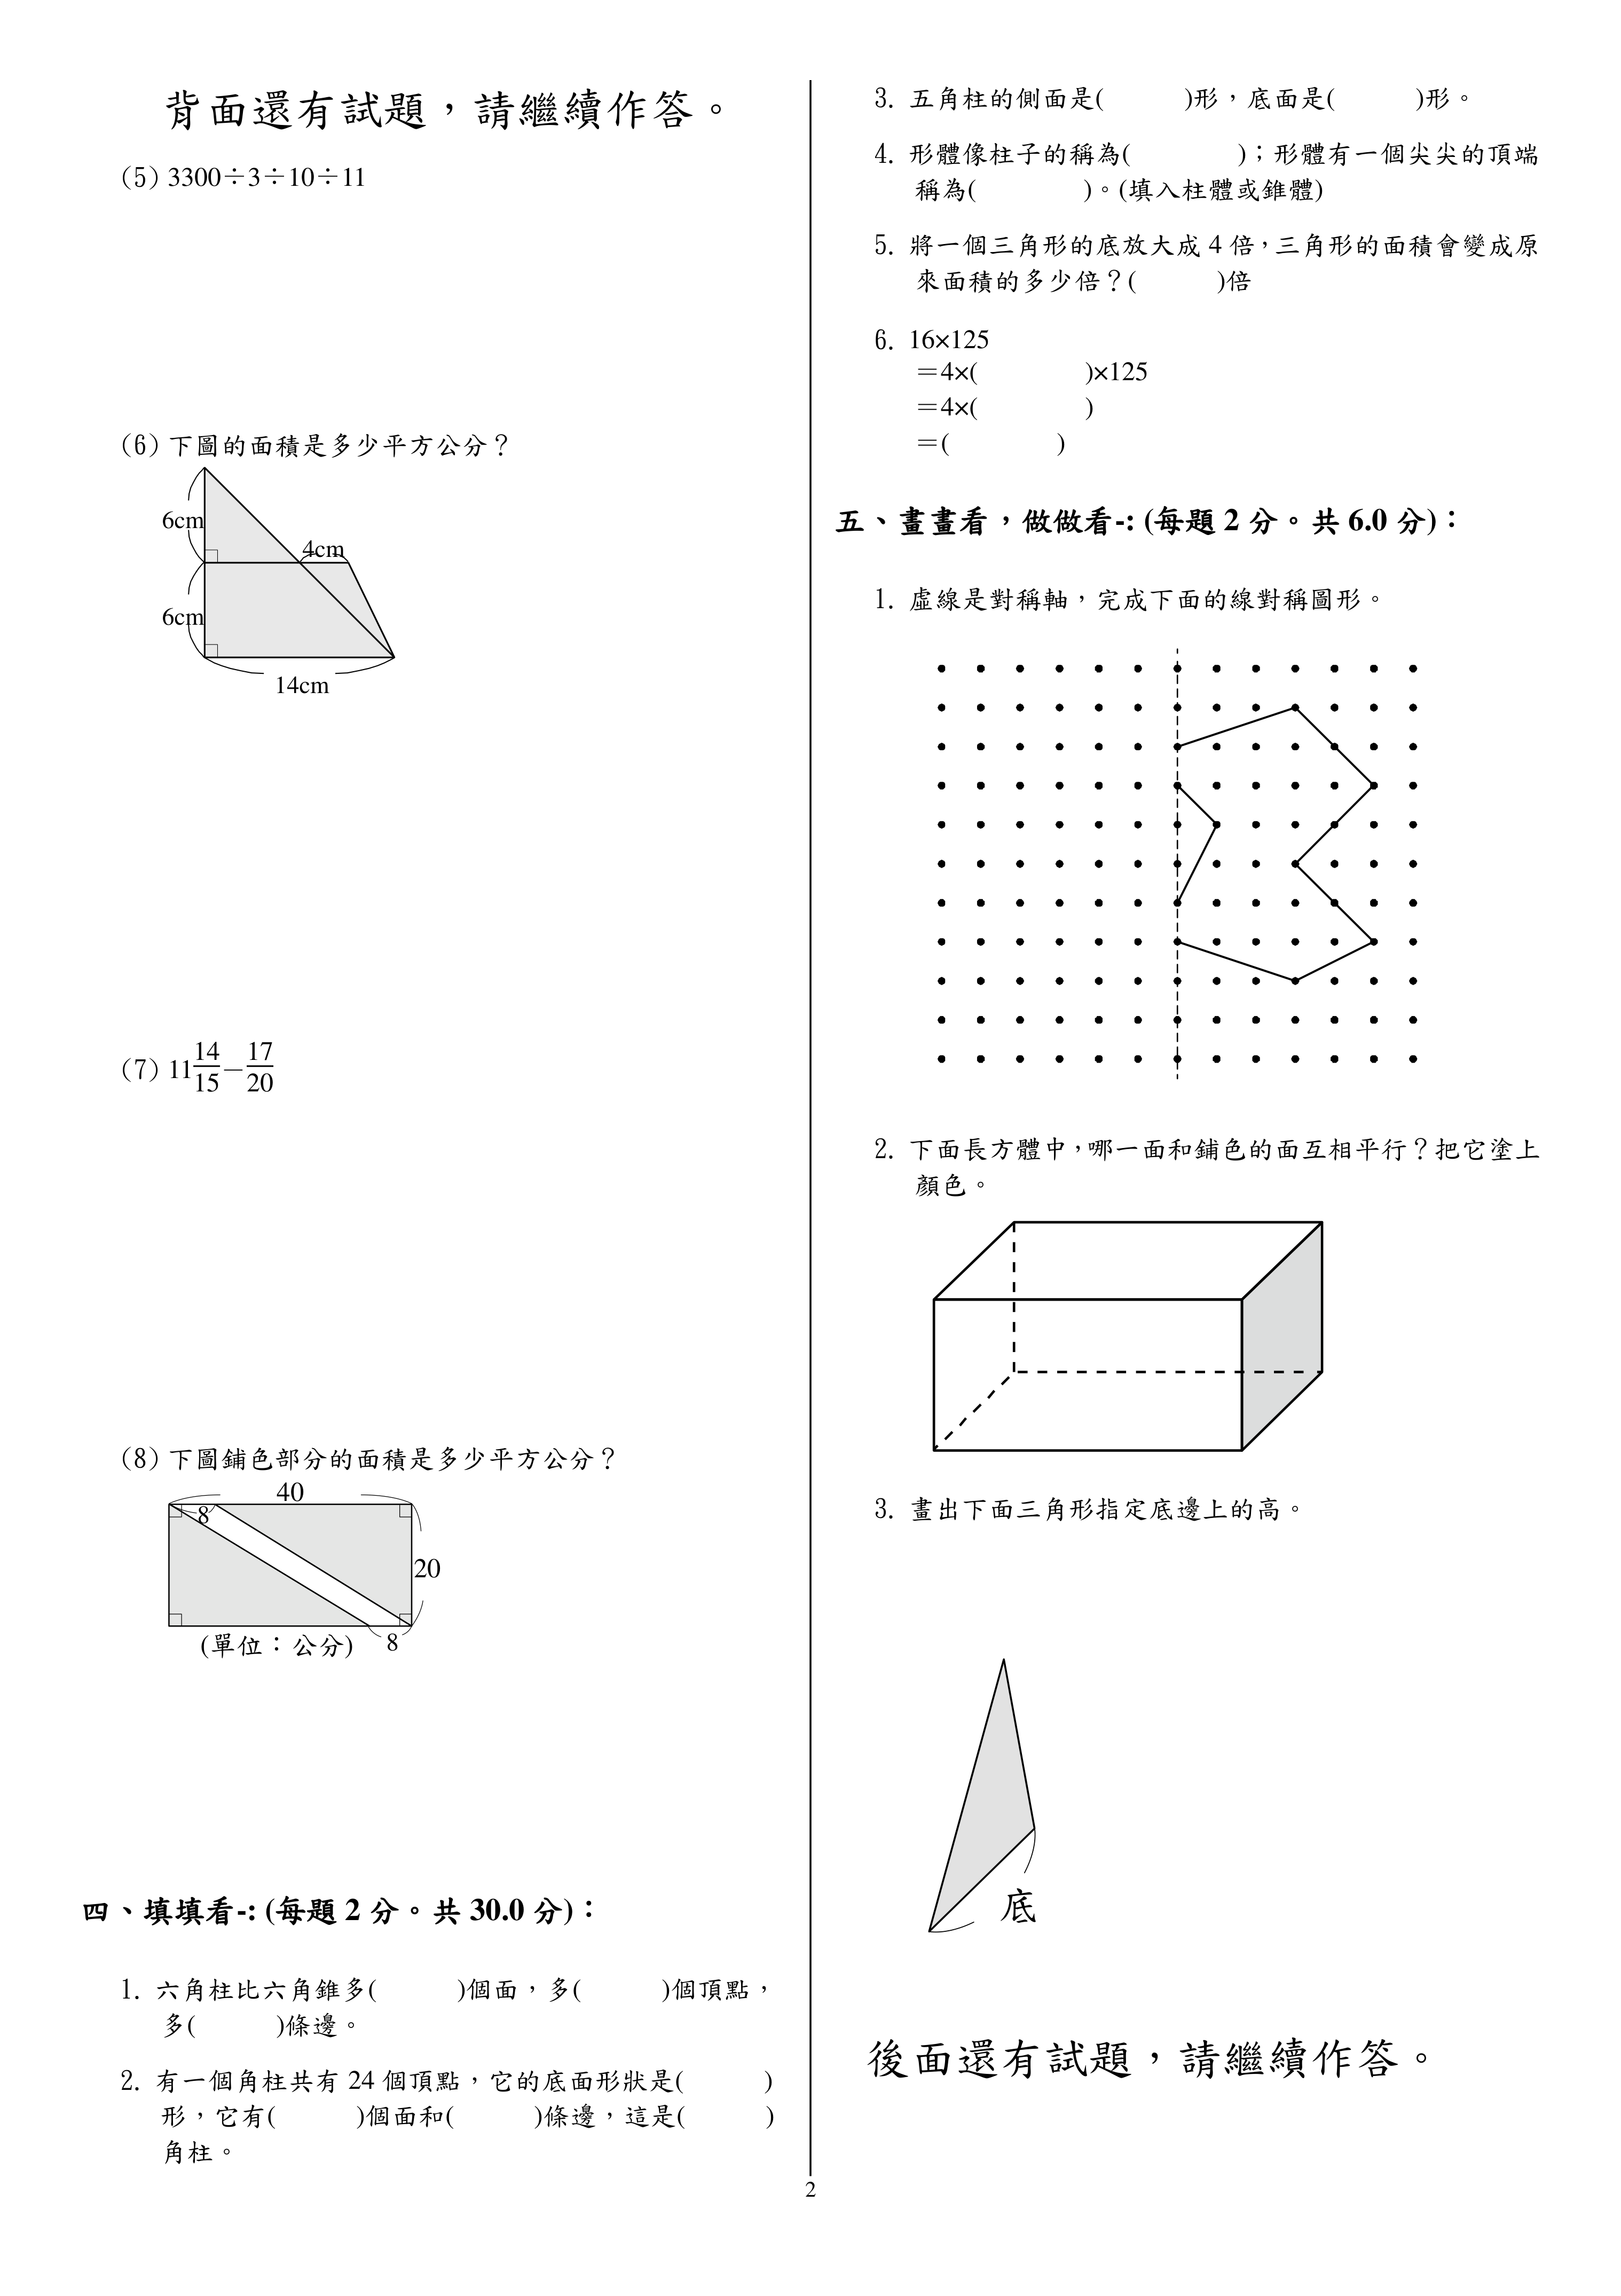 背面還有試題，請繼續作答。
(5) 3300÷3÷10÷11
(6) 下圖的面積是多少平方公分？
6cm
4cm
6cm
14cm
(7) 11 14/15 － 17/20
(8) 下圖鋪色部分的面積是多少平方公分？
40
8
20
(單位：公分) 8
四、填填看-: (每題 2 分。共 30.0 分)：
1. 六角柱比六角錐多( )個面，多( )個頂點，
多( )條邊。
2. 有一個角柱共有 24 個頂點，它的底面形狀是( )
形，它有( )個面和( )條邊，這是( )
角柱。
3. 五角柱的側面是( )形，底面是( )形。
4. 形體像柱子的稱為( )；形體有一個尖尖的頂端
稱為( )。(填入柱體或錐體)
5. 將一個三角形的底放大成 4 倍，三角形的面積會變成原
來面積的多少倍？( )倍
6. 16×125
＝4×( )×125
＝4×( )
＝( )
五、畫畫看，做做看-: (每題 2 分。共 6.0 分)：
1. 虛線是對稱軸，完成下面的線對稱圖形。
2. 下面長方體中，哪一面和鋪色的面互相平行？把它塗上
顏色。
3. 畫出下面三角形指定底邊上的高。
底
後面還有試題，請繼續作答。
2